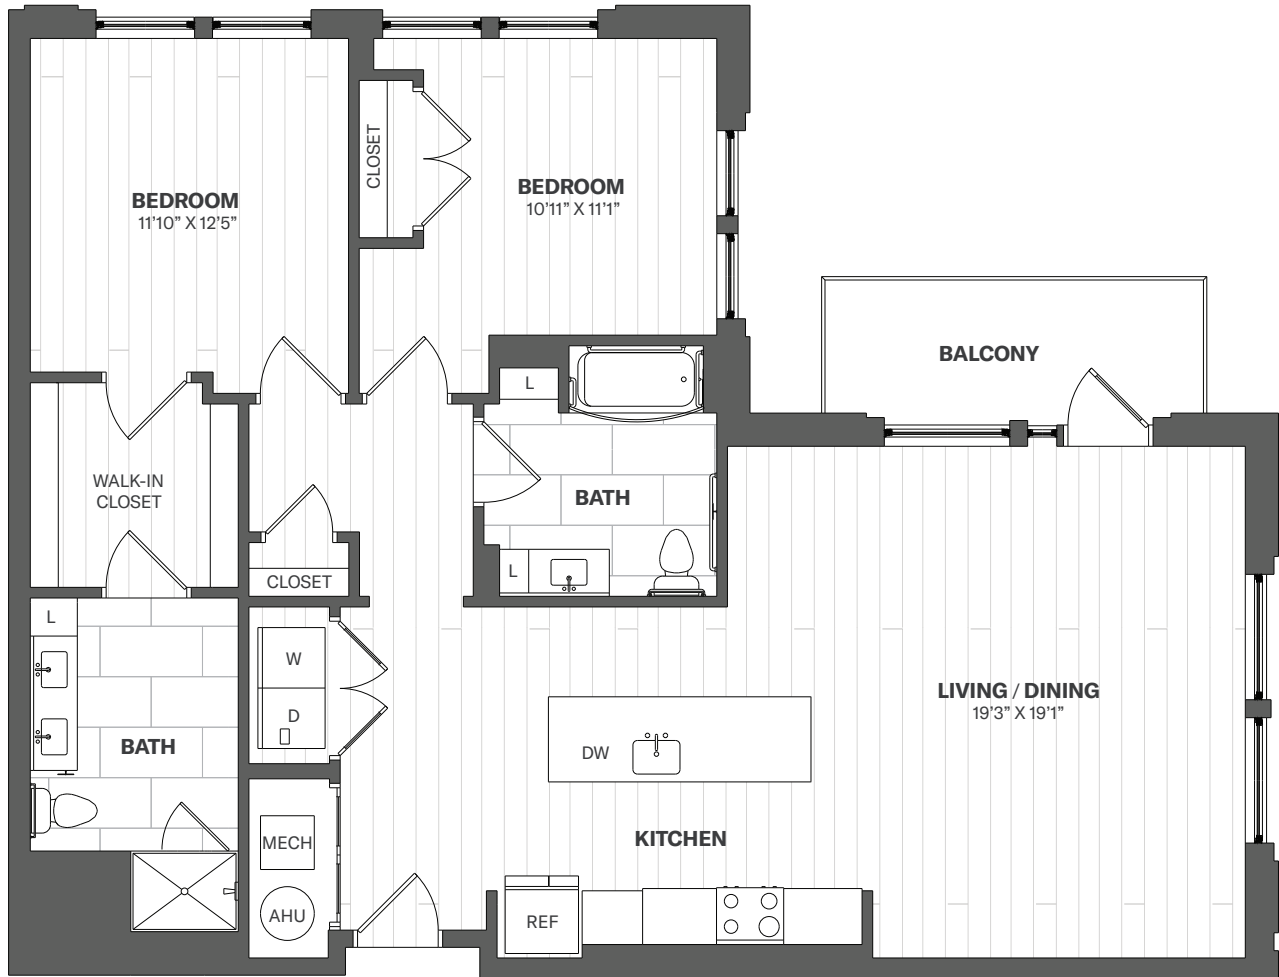 CLOSET
BEDROOM
11'10” X 12'5”
BEDROOM
10'11” X 11'1”
BALCONY
L
WALK-IN
CLOSET
BATH
CLOSET
L
L
W
D
BATH
LIVING / DINING
19'3” X 19'1”
DW
KITCHEN
MECH
AHU
REF